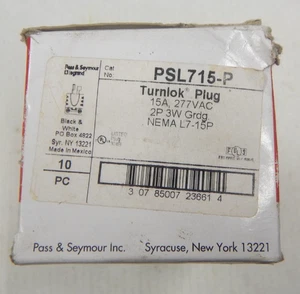 Pass & Seymour
Legrand
Cat
No.
PSL715-P
Turnlok® Plug
15A, 277VAC
2P 3W Grdg.
NEMA L7-15P
Black &
White
PO Box 4822
Syr. NY 13221
Made in Mexico
10
PC
3 07 85007 23661 4
Pass & Seymour Inc. Syracuse, New York 13221